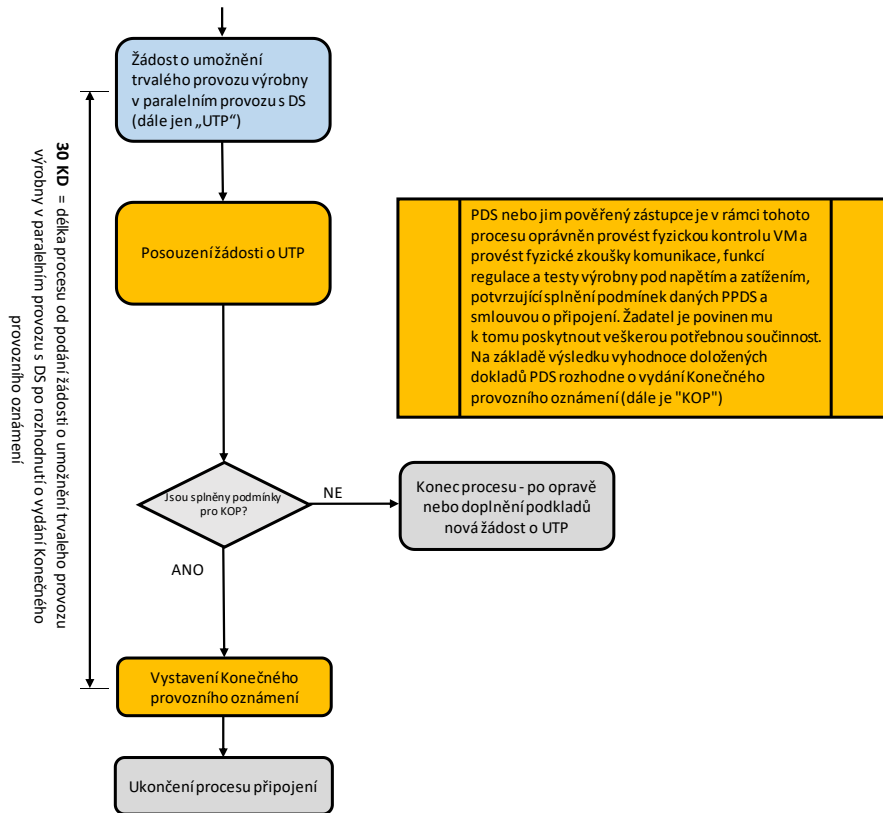 Žádost o umožnění
trvalého provozu výrobny
v paralelním provozu s DS
(dále jen „UTP“)
30 KD = délka procesu od podání žádosti o umožnění trvaleho provozu
výrobny v paralelním provozu s DS po rozhodnutí o vydání Konečného
provozního oznámení
Posouzení žádosti o UTP
PDS nebo jim pověřený zástupce je v rámci tohoto
procesu oprávněn provést fyzickou kontrolu VM a
provést fyzické zkoušky komunikace, funkcí
regulace a testy výrobny pod napětím a zatížením,
potvrzující splnění podmínek daných PPDS a
smlouvou o připojení. Žadatel je povinen mu
k tomu poskytnout veškerou potřebnou součinnost.
Na základě výsledku vyhodnoce doložených
dokladů PDS rozhodne o vydání Konečného
provozního oznámení (dále je "KOP")
Jsou splněny podmínky
pro KOP?
NE
Konec procesu - po opravě
nebo doplnění podkladů
nová žádost o UTP
ANO
Vystavení Konečného
provozního oznámení
Ukončení procesu připojení